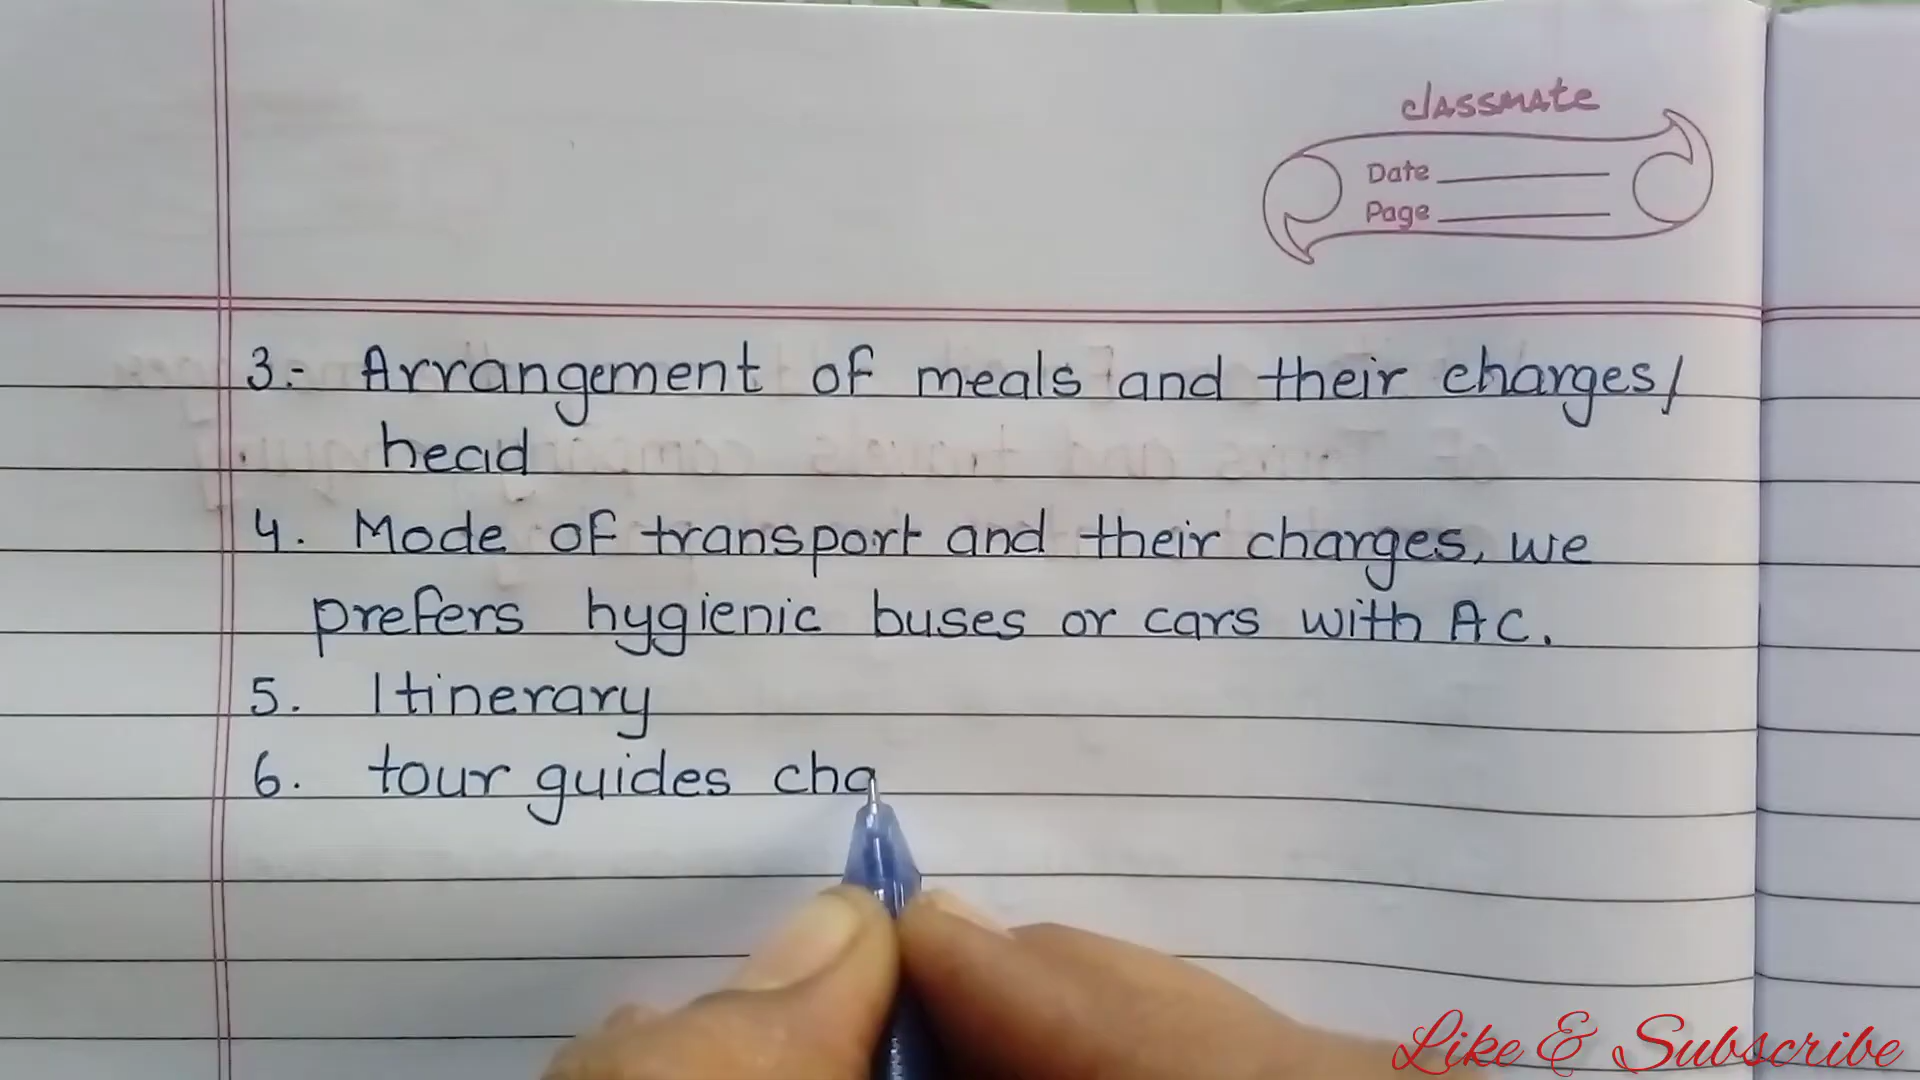 classmate
Date
Page
3.- Arrangement of meals and their charges/
head
4. Mode of transport and their charges, we
prefers hygienic buses or cars with AC.
5. Itinerary
6. tour guides cha
Like & Subscribe